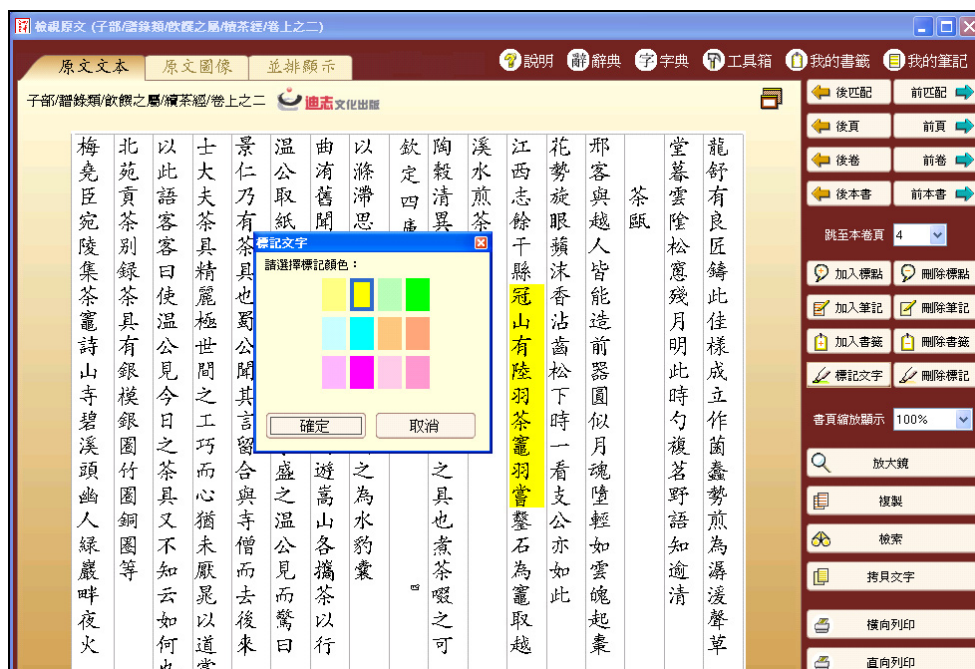 檢視原文 (子部/譜錄類/飲饌之屬/續茶經/卷上之二)
原文文本
原文圖像
並排顯示
說明
辭典
字典
工具箱
我的書籤
我的筆記
子部/譜錄類/飲饌之屬/續茶經/卷上之二
迪志文化出版
龍舒有良匠鑄此佳樣成立作菌蠢勢煎為潺湲聲草
堂暮雲隂松窻殘月明此時勺複茗野語知逾清
茶甌
邢客與越人皆能造前器圓似月魂墮輕如雲魄起棗
花勢旋眼蘋沫香沾齒松下時一看支公亦如此
江西志餘干縣冠山有陸羽茶竈羽嘗鑿石為竈取越
溪水煎茶
陶穀清異
之具也煮茶啜之可
欽定四庫
以滌滯思
之為水豹囊
曲洧舊聞
遊嵩山各攜茶以行
温公取紙
盛之温公見而驚曰
景仁乃有茶具也蜀公聞其言留合與寺僧而去後來
士大夫茶具精麗極世間之工巧而心猶未厭晁以道嘗
以此語客客曰使温公見今日之茶具又不知云如何也
北苑貢茶別録茶具有銀模銀圈竹圈銅圈等
梅堯臣宛陵集茶竈詩山寺碧溪頭幽人緑巖畔夜火
標記文字
請選擇標記顏色：
確定
取消
後匹配
前匹配
後頁
前頁
後卷
前卷
後本書
前本書
跳至本卷頁 4
加入標點
刪除標點
加入筆記
刪除筆記
加入書籤
刪除書籤
標記文字
刪除標記
書頁縮放顯示 100%
放大鏡
複製
檢索
拷貝文字
橫向列印
直向列印